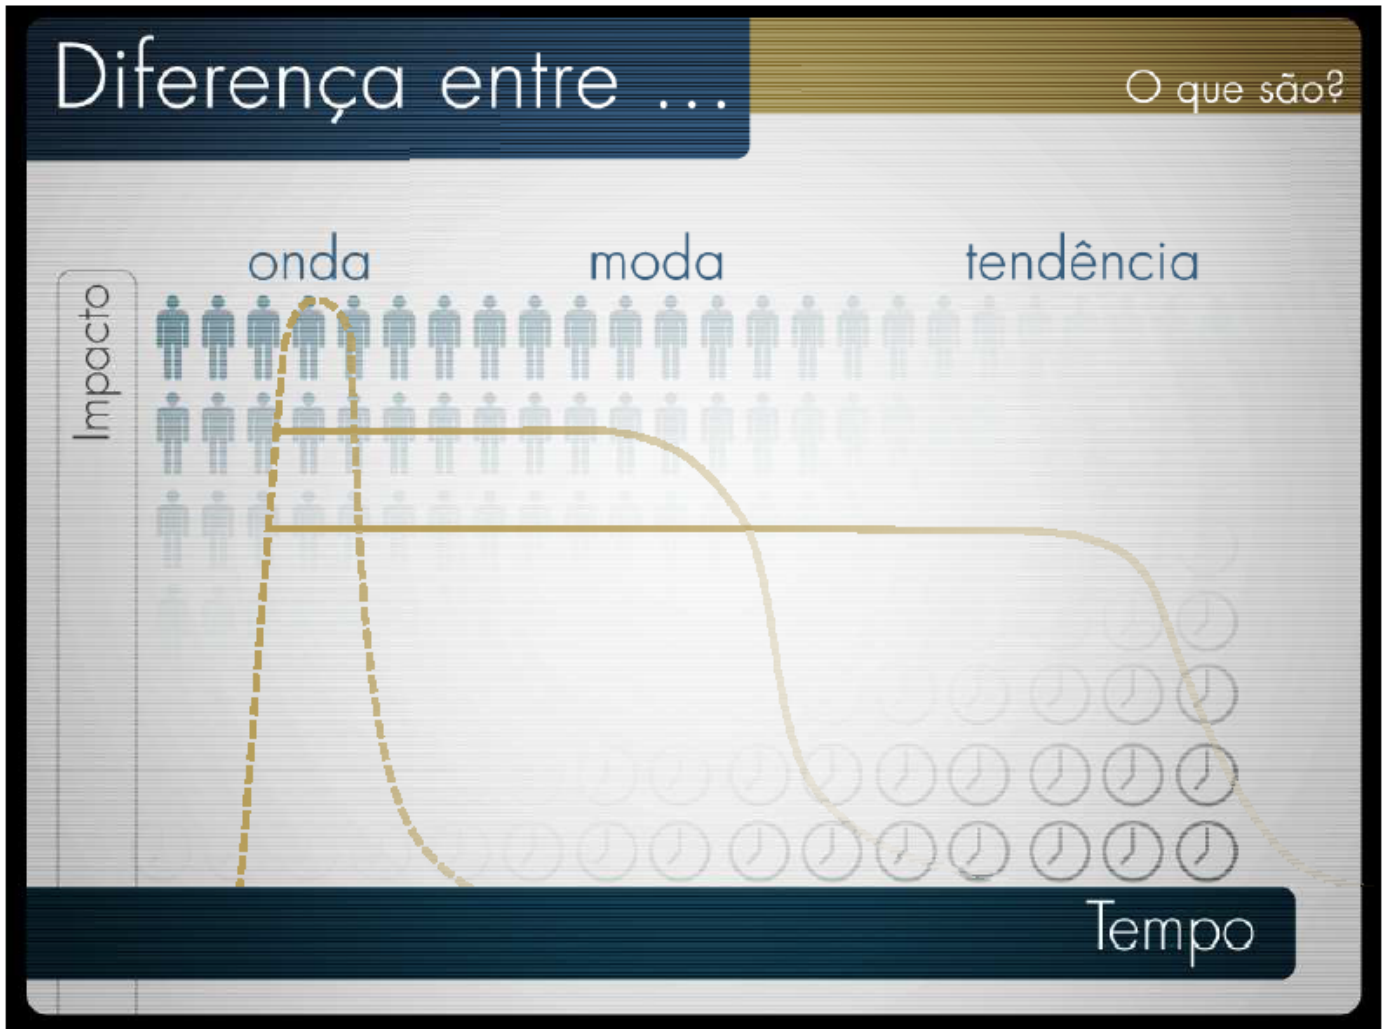 Diferença entre ...
O que são?
onda
moda
tendência
Impacto
Tempo